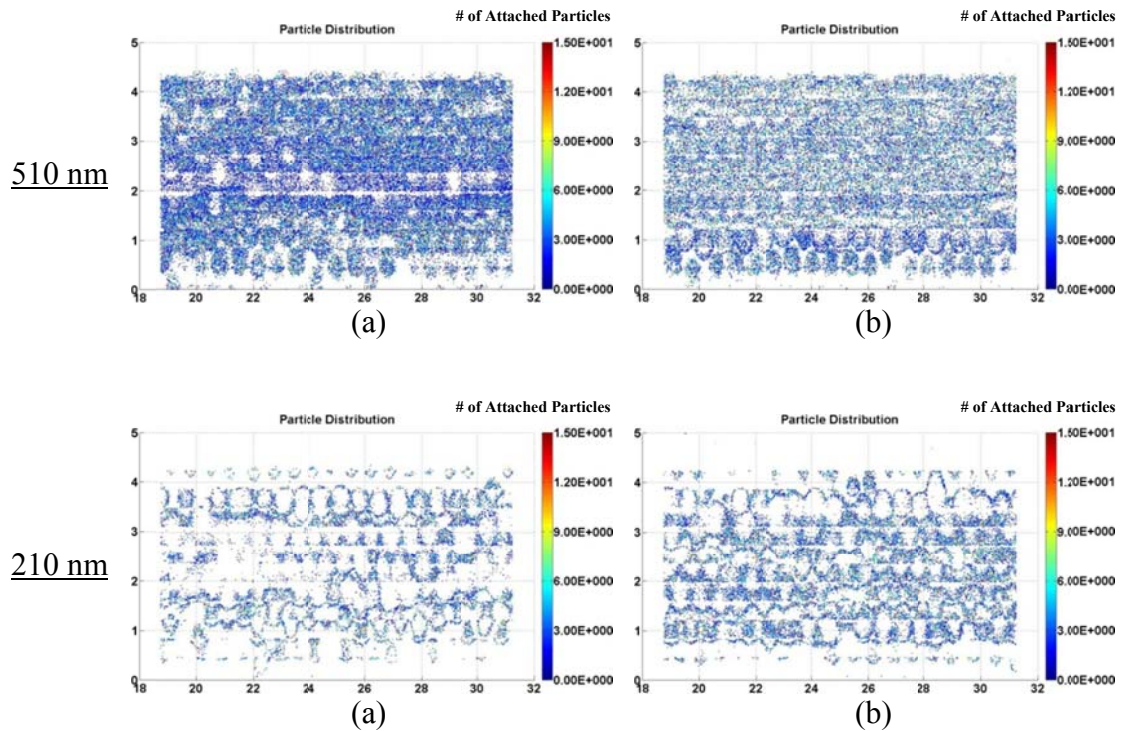 # of Attached Particles # of Attached Particles
Particle Distribution Particle Distribution
5 1.50E+001 5 1.50E+001
4 1.20E+001 4 1.20E+001
3 9.00E+000 3 9.00E+000
510 nm
2 6.00E+000 2 6.00E+000
1 3.00E+000 1 3.00E+000
0 0.00E+000 0 0.00E+000
18 20 22 24 26 28 30 32 18 20 22 24 26 28 30 32
(a) (b)
# of Attached Particles # of Attached Particles
Particle Distribution Particle Distribution
5 1.50E+001 5 1.50E+001
4 1.20E+001 4 1.20E+001
3 9.00E+000 3 9.00E+000
210 nm
2 6.00E+000 2 6.00E+000
1 3.00E+000 1 3.00E+000
0 0.00E+000 0 0.00E+000
18 20 22 24 26 28 30 32 18 20 22 24 26 28 30 32
(a) (b)